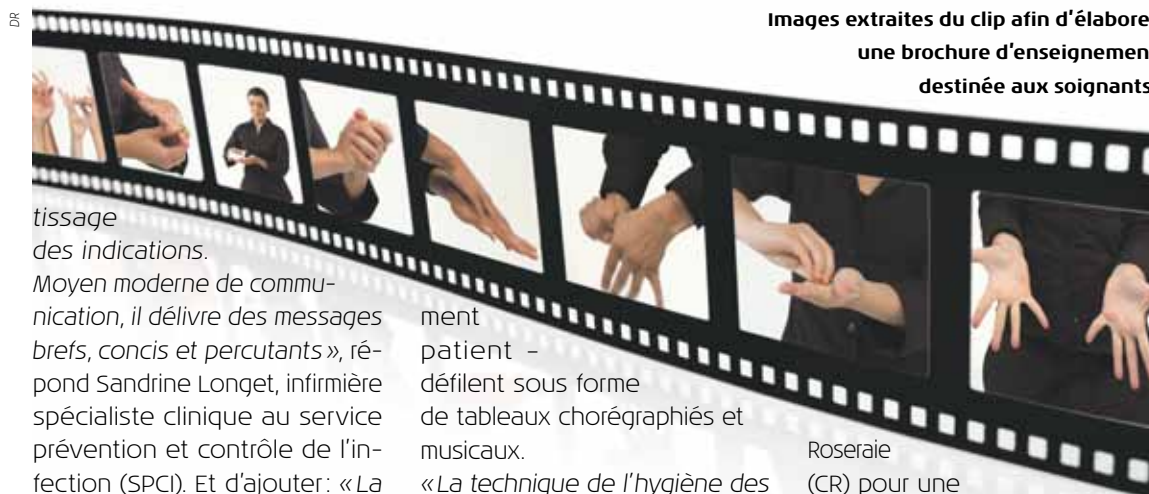 DR
Images extraites du clip afin d'élabore
une brochure d'enseignemen
destinée aux soignants
tissage
des indications.
Moyen moderne de commu-
nication, il délivre des messages
brefs, concis et percutants », ré-
pond Sandrine Longet, infirmière
spécialiste clinique au service
prévention et contrôle de l'in-
fection (SPCI). Et d'ajouter : « La
ment
patient –
défilent sous forme
de tableaux chorégraphiés et
musicaux.
« La technique de l'hygiène des
Roseraie
(CR) pour une